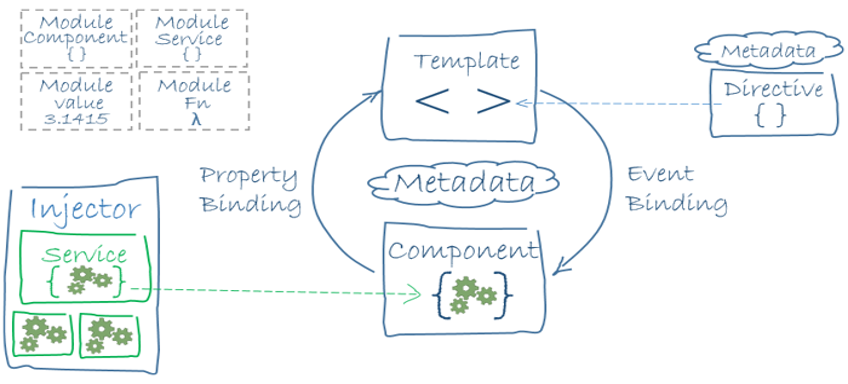 Module
Component
{ }
Module
Service
{ }
Module
value
3.1415
Module
Fn
λ
Template
< >
Metadata
Directive
{ }
Property
Binding
Metadata
Event
Binding
Injector
Service
{ }
Component
{ }